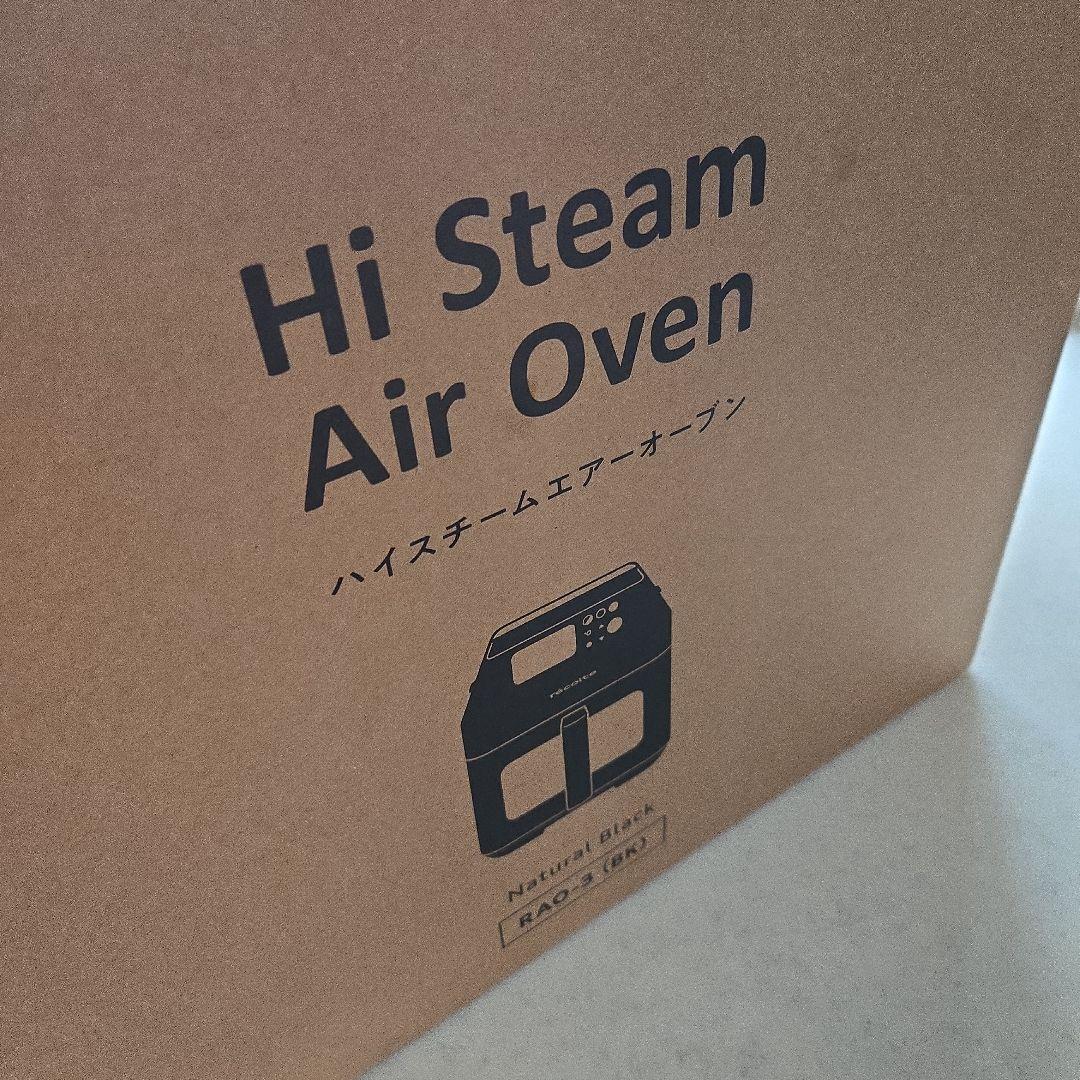 Hi Steam
Air Oven
ハイスチームエアーオーブン
récolte
Natural Black
RAO-3 (BK)